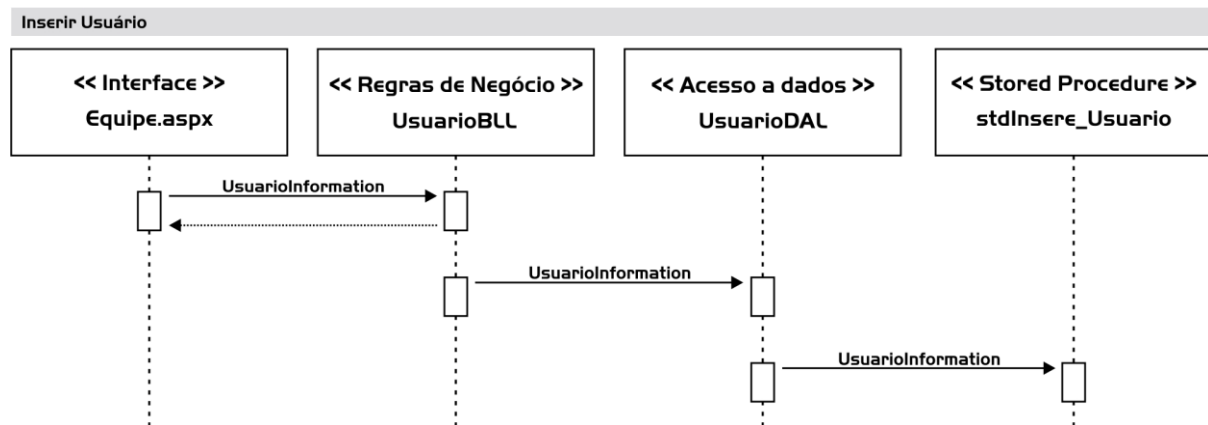 Inserir Usuário
<< Interface >>
Equipe.aspx
<< Regras de Negócio >>
UsuarioBLL
<< Acesso a dados >>
UsuarioDAL
<< Stored Procedure >>
stdInsere_Usuario
UsuarioInformation
UsuarioInformation
UsuarioInformation